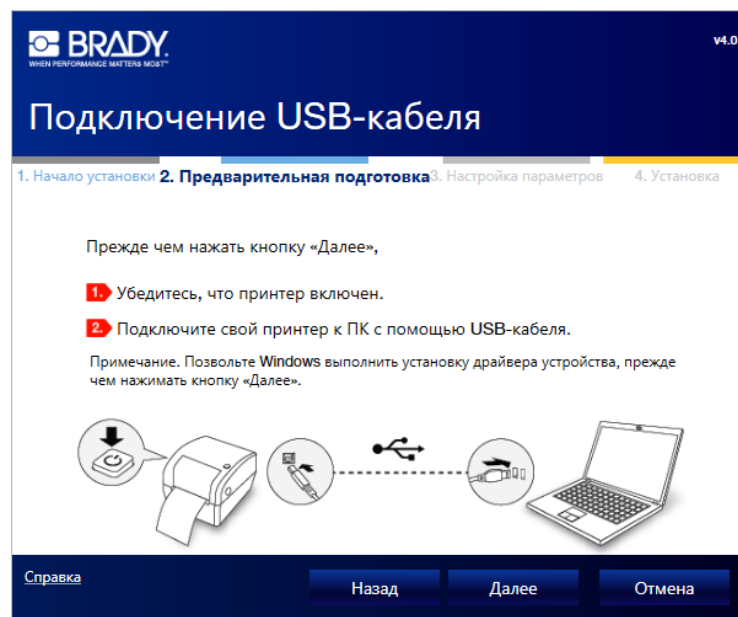 BRADY.
WHEN PERFORMANCE MATTERS MOST™
v4.0
Подключение USB-кабеля
1. Начало установки 2. Предварительная подготовка 3. Настройка параметров 4. Установка
Прежде чем нажать кнопку «Далее»,
1. Убедитесь, что принтер включен.
2. Подключите свой принтер к ПК с помощью USB-кабеля.
Примечание. Позвольте Windows выполнить установку драйвера устройства, прежде
чем нажимать кнопку «Далее».
Справка
Назад Далее Отмена